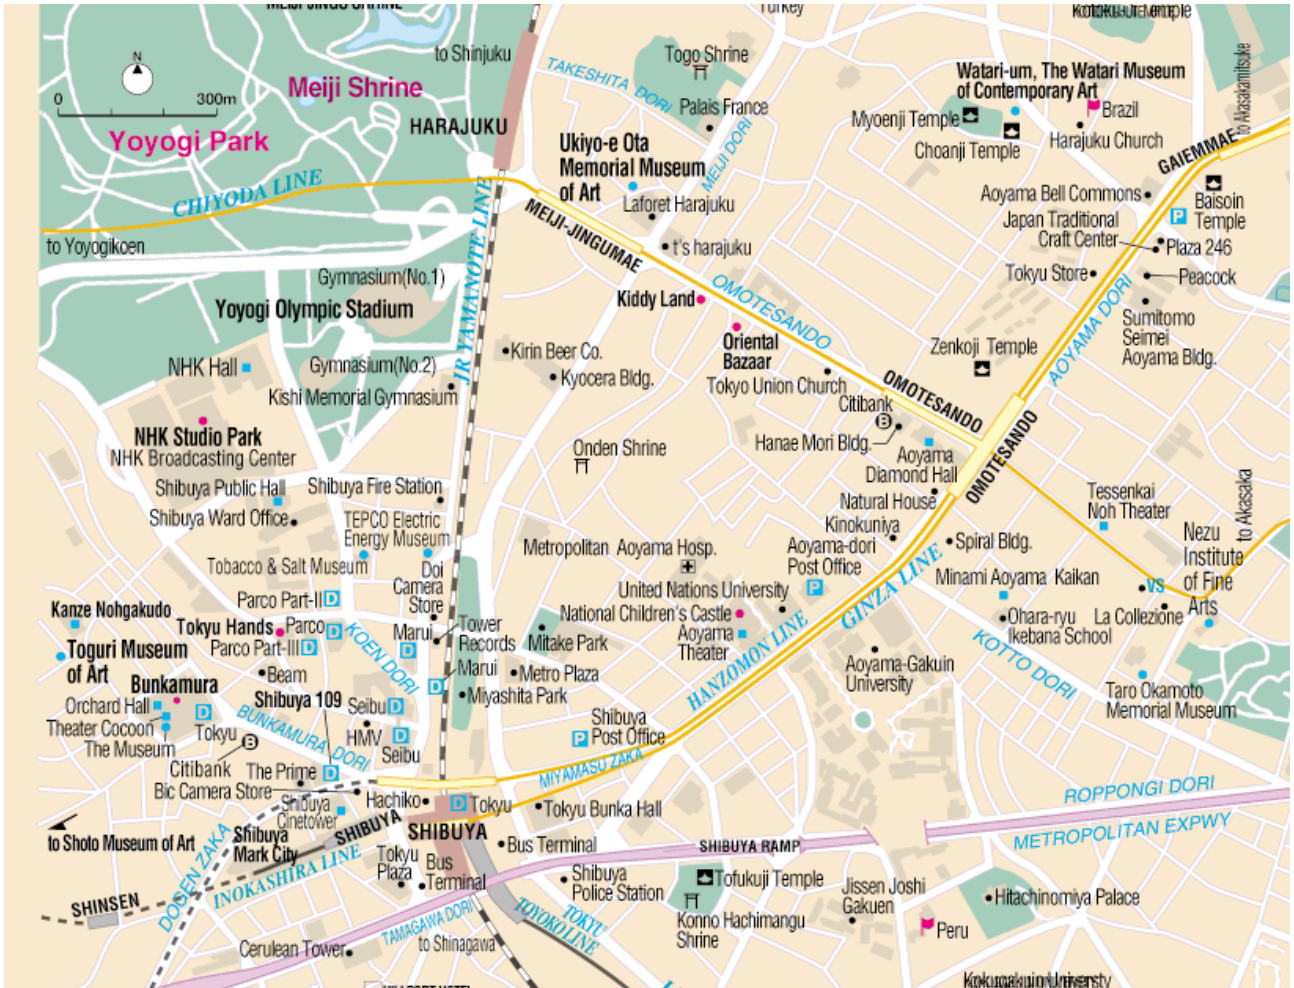 MEIJI JINGU SHRINE
Turkey
N
to Shinjuku
TAKESHITA DORI
Togo Shrine
Watari-um, The Watari Museum
of Contemporary Art
to Akasakamitsuke
0
300m
Meiji Shrine
Palais France
Brazil
Yoyogi Park
HARAJUKU
Myoenji Temple
Harajuku Church
Choanji Temple
Ukiyo-e Ota
Memorial Museum
of Art
MEIJI DORI
GAIEMMAE
CHIYODA LINE
JR YAMANOTE LINE
Laforet Harajuku
Aoyama Bell Commons
Baisoin
Temple
Japan Traditional
Craft Center
P
Plaza 246
to Yoyogikoen
MEIJI-JINGUMAE
t's harajuku
Gymnasium(No.1)
Tokyu Store
Peacock
Kiddy Land
OMOTESANDO
AOYAMA DORI
Yoyogi Olympic Stadium
Sumitomo
Seimei
Aoyama Bldg.
Oriental
Bazaar
Zenkoji Temple
NHK Hall
Gymnasium(No.2)
Kirin Beer Co.
Kishi Memorial Gymnasium
Kyocera Bldg.
Tokyo Union Church
OMOTESANDO
Citibank
B
NHK Studio Park
NHK Broadcasting Center
Onden Shrine
Hanae Mori Bldg.
Aoyama
Diamond Hall
OMOTESANDO
Shibuya Public Hall
Shibuya Fire Station
Natural House
Tessenkai
Noh Theater
to Akasaka
Shibuya Ward Office
TEPCO Electric
Energy Museum
Kinokuniya
Nezu
Institute
of Fine
Arts
Metropolitan Aoyama Hosp.
Aoyama-dori
Post Office
P
Spiral Bldg.
Tobacco & Salt Museum
Doi
Camera
Store
United Nations University
GINZA LINE
Minami Aoyama Kaikan
VS
Parco Part-II
D
Kanze Nohgakudo
National Children's Castle
La Collezione
Tokyu Hands
Parco
D
KOEN DORI
Marui
D
Tower
Records
Mitake Park
Aoyama
Theater
HANZOMON LINE
Ohara-ryu
Ikebana School
Parco Part-III
D
Toguri Museum
of Art
KOTTO DORI
Beam
Marui
D
Metro Plaza
Aoyama-Gakuin
University
Bunkamura
Shibuya 109
Miyashita Park
Taro Okamoto
Memorial Museum
Orchard Hall
D
Seibu
D
Theater Cocoon
BUNKAMURA DORI
Shibuya
Post Office
P
The Museum
Tokyu
HMV
D
Seibu
B
Citibank
The Prime
D
MIYAMASU ZAKA
Bic Camera Store
ROPPONGI DORI
Shibuya
Cinetower
Hachiko
D
Tokyu
Tokyu Bunka Hall
METROPOLITAN EXPWY
to Shoto Museum of Art
DOGEN ZAKA
Shibuya
Mark City
SHIBUYA
SHIBUYA
Bus Terminal
SHIBUYA RAMP
INOKASHIRA LINE
Tokyu
Plaza
Bus
Terminal
Shibuya
Police Station
Tofukuji Temple
Jissen Joshi
Gakuen
Hitachinomiya Palace
SHINSEN
TAMAGAWA DORI
TOKYU
TOYOKO LINE
Konno Hachimangu
Shrine
Peru
Cerulean Tower
to Shinagawa
Kokugakuin University